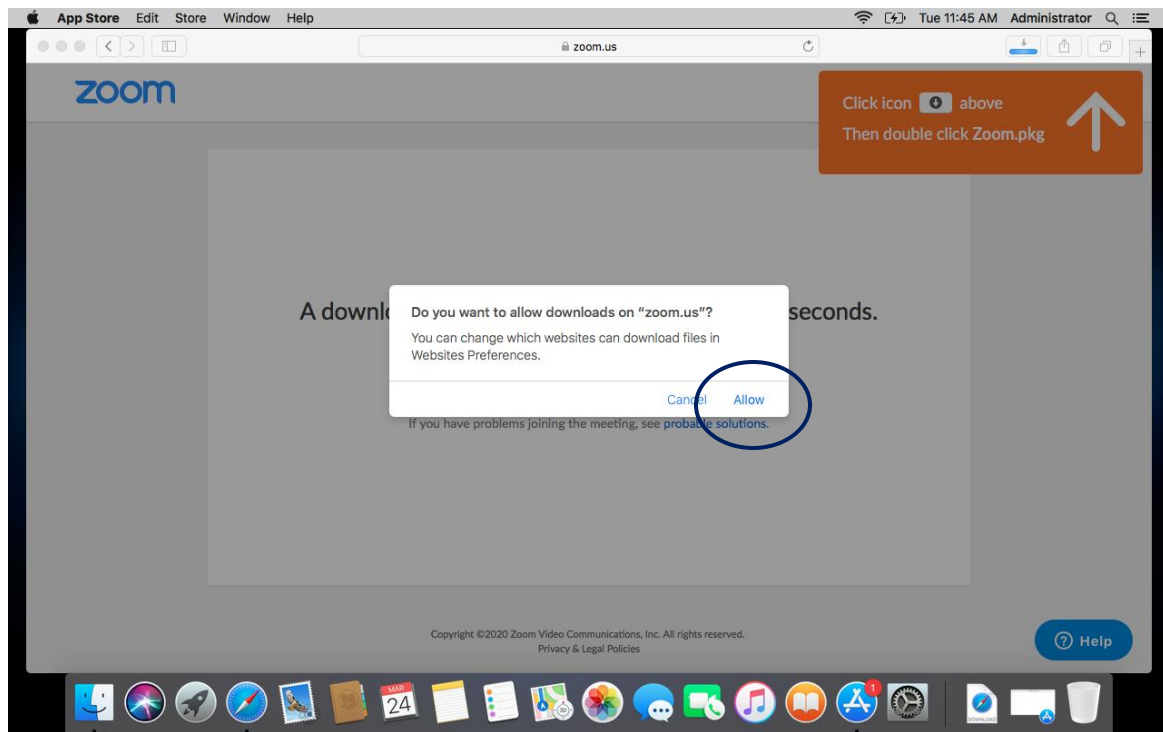 App Store Edit Store Window Help Tue 11:45 AM Administrator
zoom.us
zoom
Click icon above
Then double click Zoom.pkg
A downl seconds.
Do you want to allow downloads on “zoom.us”?
You can change which websites can download files in
Websites Preferences.
Cancel Allow
If you have problems joining the meeting, see probable solutions.
Copyright ©2020 Zoom Video Communications, Inc. All rights reserved.
Privacy & Legal Policies
Help
MAR
24
1
DOWNLOAD